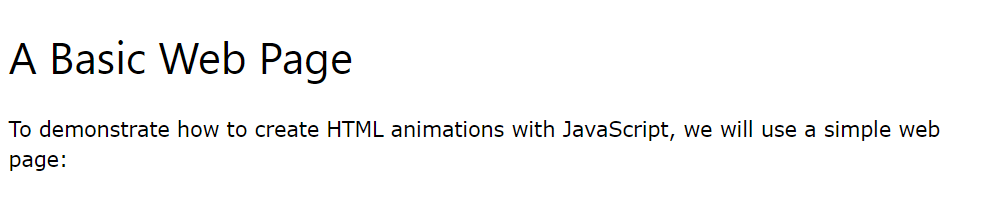 A Basic Web Page
To demonstrate how to create HTML animations with JavaScript, we will use a simple web
page: